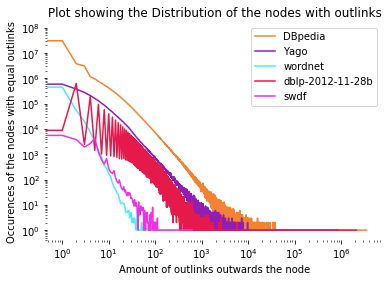 Plot showing the Distribution of the nodes with outlinks
Occurences of the nodes with equal outlinks
10^8
10^7
10^6
10^5
10^4
10^3
10^2
10^1
10^0
DBpedia
Yago
wordnet
dblp-2012-11-28b
swdf
10^0 10^1 10^2 10^3 10^4 10^5 10^6
Amount of outlinks outwards the node